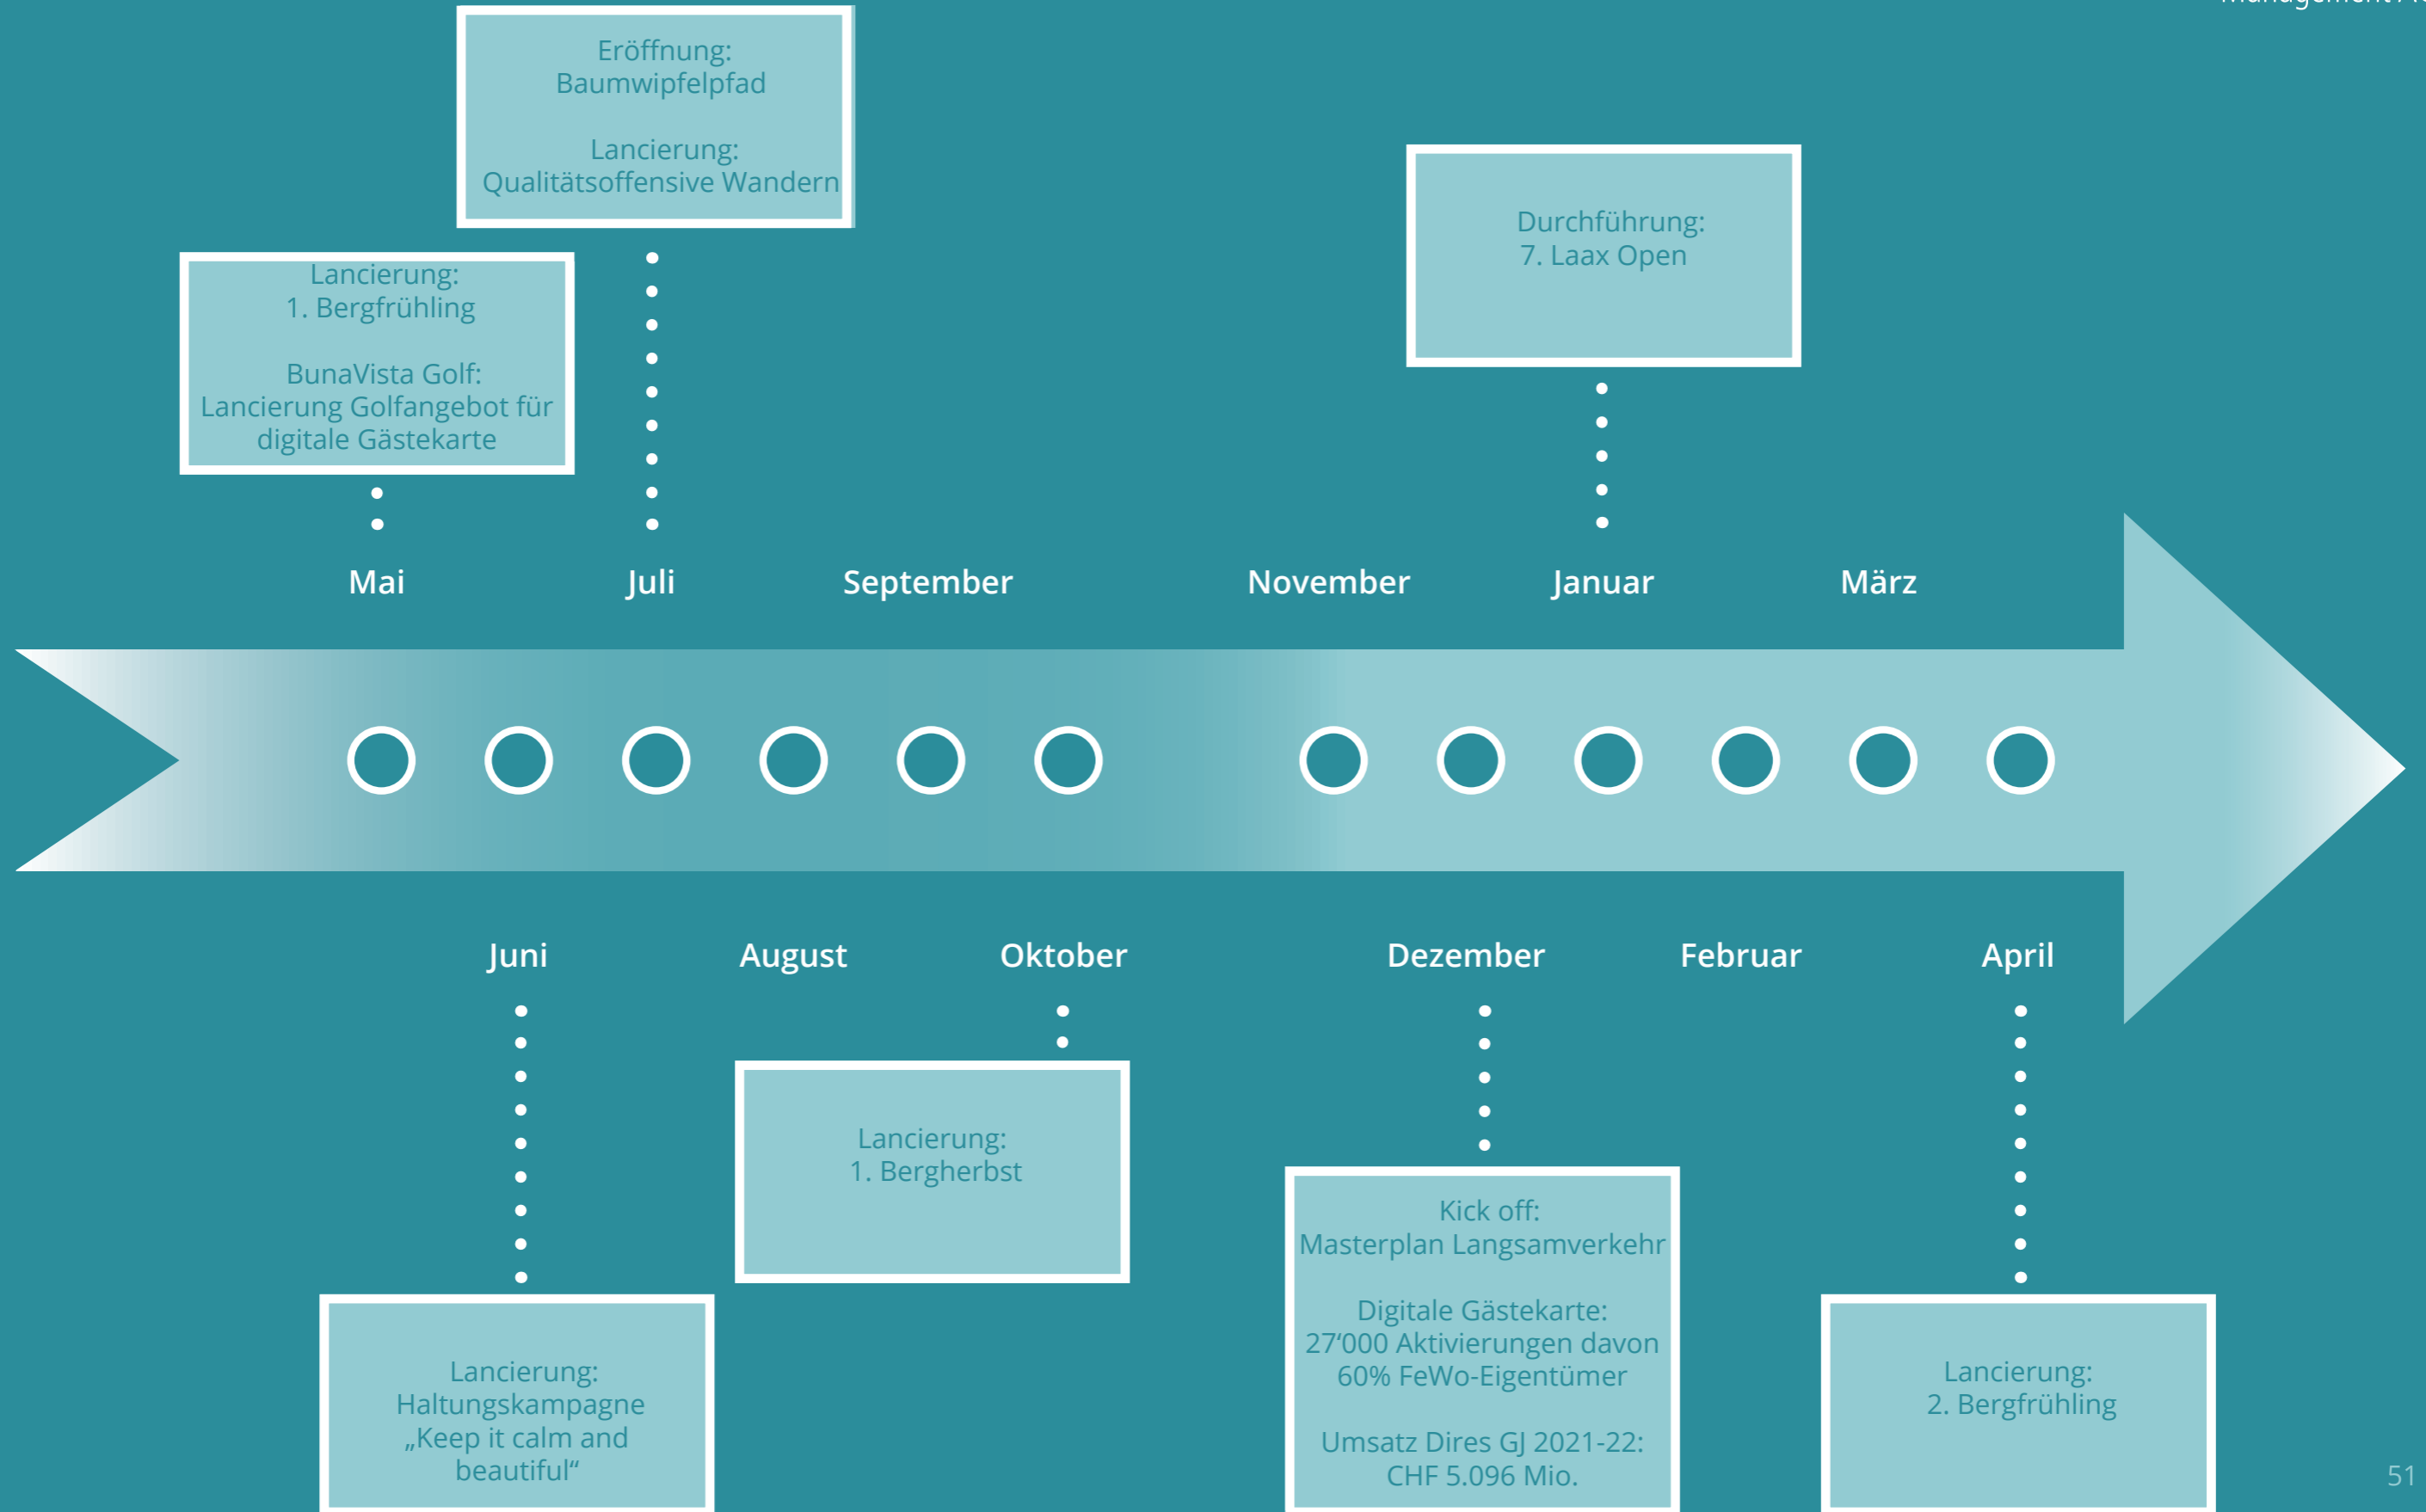 Eröffnung:
Baumwipfelpfad
Lancierung:
Qualitätsoffensive Wandern
Lancierung:
1. Bergfrühling
BunaVista Golf:
Lancierung Golfangebot für
digitale Gästekarte
Durchführung:
7. Laax Open
Mai
Juli
September
November
Januar
März
Juni
August
Oktober
Dezember
Februar
April
Lancierung:
Haltungskampagne
„Keep it calm and
beautiful“
Lancierung:
1. Bergherbst
Kick off:
Masterplan Langsamverkehr
Digitale Gästekarte:
27‘000 Aktivierungen davon
60% FeWo-Eigentümer
Umsatz Dires GJ 2021-22:
CHF 5.096 Mio.
Lancierung:
2. Bergfrühling
51